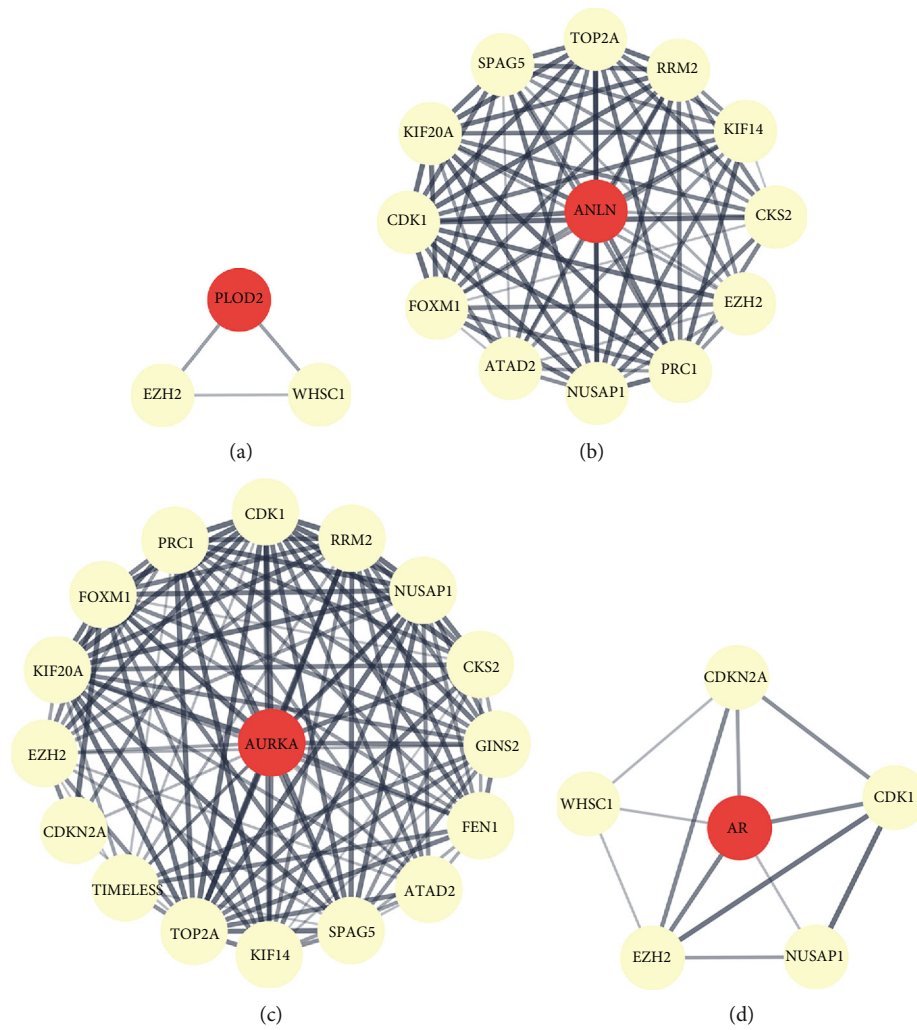 PLOD2
EZH2
WHSC1
(a)
TOP2A
SPAG5
RRM2
KIF20A
KIF14
ANLN
CDK1
CKS2
FOXM1
EZH2
ATAD2
PRC1
NUSAP1
(b)
CDK1
PRC1
RRM2
FOXM1
NUSAP1
KIF20A
CKS2
AURKA
EZH2
GINS2
CDKN2A
FEN1
TIMELESS
ATAD2
TOP2A
SPAG5
KIF14
(c)
CDKN2A
WHSC1
CDK1
AR
EZH2
NUSAP1
(d)